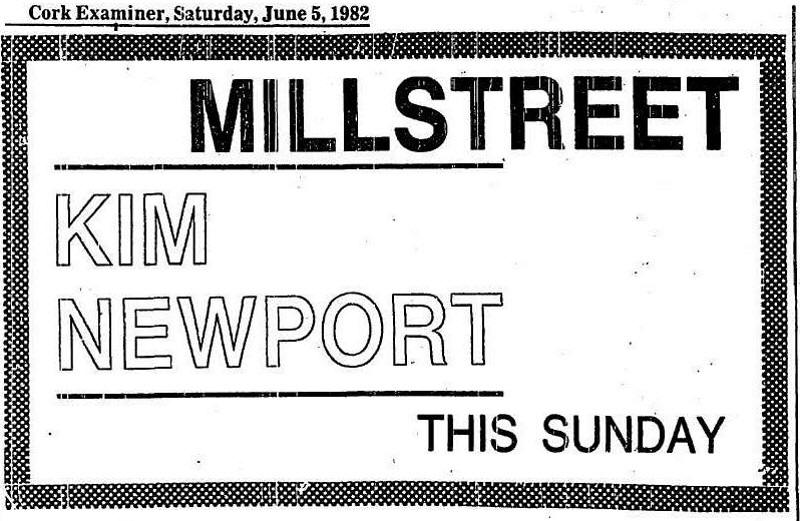 Cork Examiner, Saturday, June 5, 1982
MILLSTREET
KIM
NEWPORT
THIS SUNDAY